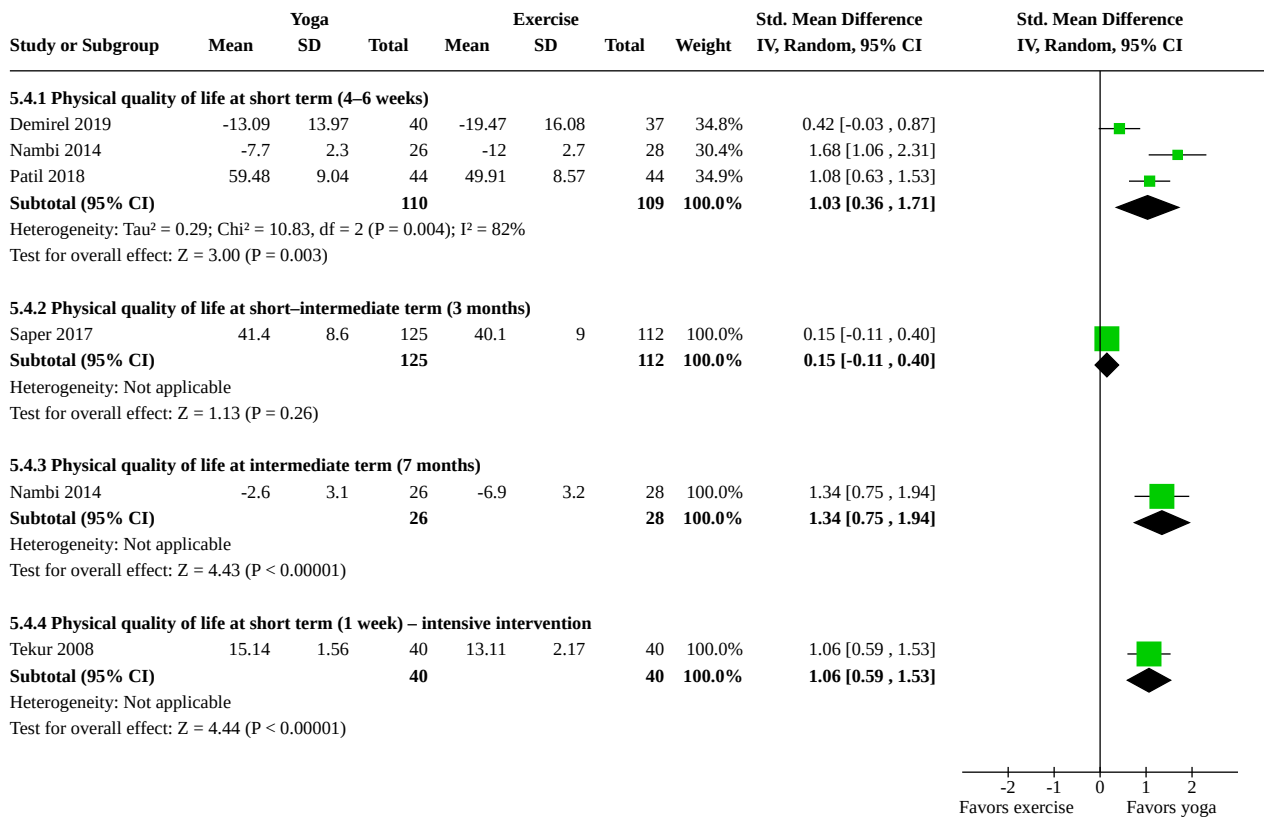 Yoga Exercise Std. Mean Difference Std. Mean Difference
Study or Subgroup Mean SD Total Mean SD Total Weight IV, Random, 95% CI IV, Random, 95% CI
5.4.1 Physical quality of life at short term (4–6 weeks)
Demirel 2019 -13.09 13.97 40 -19.47 16.08 37 34.8% 0.42 [-0.03 , 0.87]
Nambi 2014 -7.7 2.3 26 -12 2.7 28 30.4% 1.68 [1.06 , 2.31]
Patil 2018 59.48 9.04 44 49.91 8.57 44 34.9% 1.08 [0.63 , 1.53]
Subtotal (95% CI) 110 109 100.0% 1.03 [0.36 , 1.71]
Heterogeneity: Tau² = 0.29; Chi² = 10.83, df = 2 (P = 0.004); I² = 82%
Test for overall effect: Z = 3.00 (P = 0.003)
5.4.2 Physical quality of life at short–intermediate term (3 months)
Saper 2017 41.4 8.6 125 40.1 9 112 100.0% 0.15 [-0.11 , 0.40]
Subtotal (95% CI) 125 112 100.0% 0.15 [-0.11 , 0.40]
Heterogeneity: Not applicable
Test for overall effect: Z = 1.13 (P = 0.26)
5.4.3 Physical quality of life at intermediate term (7 months)
Nambi 2014 -2.6 3.1 26 -6.9 3.2 28 100.0% 1.34 [0.75 , 1.94]
Subtotal (95% CI) 26 28 100.0% 1.34 [0.75 , 1.94]
Heterogeneity: Not applicable
Test for overall effect: Z = 4.43 (P < 0.00001)
5.4.4 Physical quality of life at short term (1 week) – intensive intervention
Tekur 2008 15.14 1.56 40 13.11 2.17 40 100.0% 1.06 [0.59 , 1.53]
Subtotal (95% CI) 40 40 100.0% 1.06 [0.59 , 1.53]
Heterogeneity: Not applicable
Test for overall effect: Z = 4.44 (P < 0.00001)
-2 -1 0 1 2
Favors exercise Favors yoga